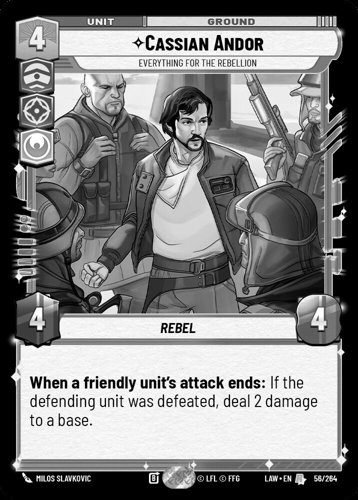 UNIT GROUND
4 CASSIAN ANDOR
EVERYTHING FOR THE REBELLION
4 REBEL 4
When a friendly unit's attack ends: If the
defending unit was defeated, deal 2 damage
to a base.
MILOS SLAVKOVIC © LFL © FFG LAW • EN 56/264